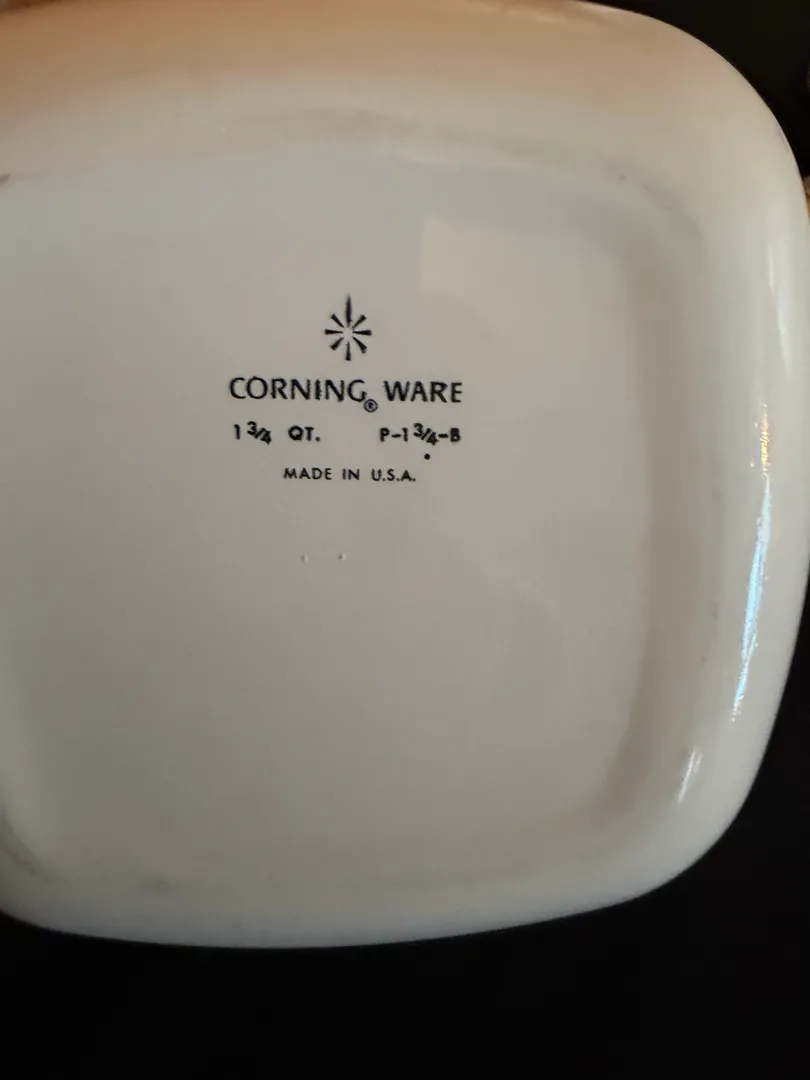 CORNING® WARE
1 3/4 QT. P-1 3/4-B
MADE IN U.S.A.